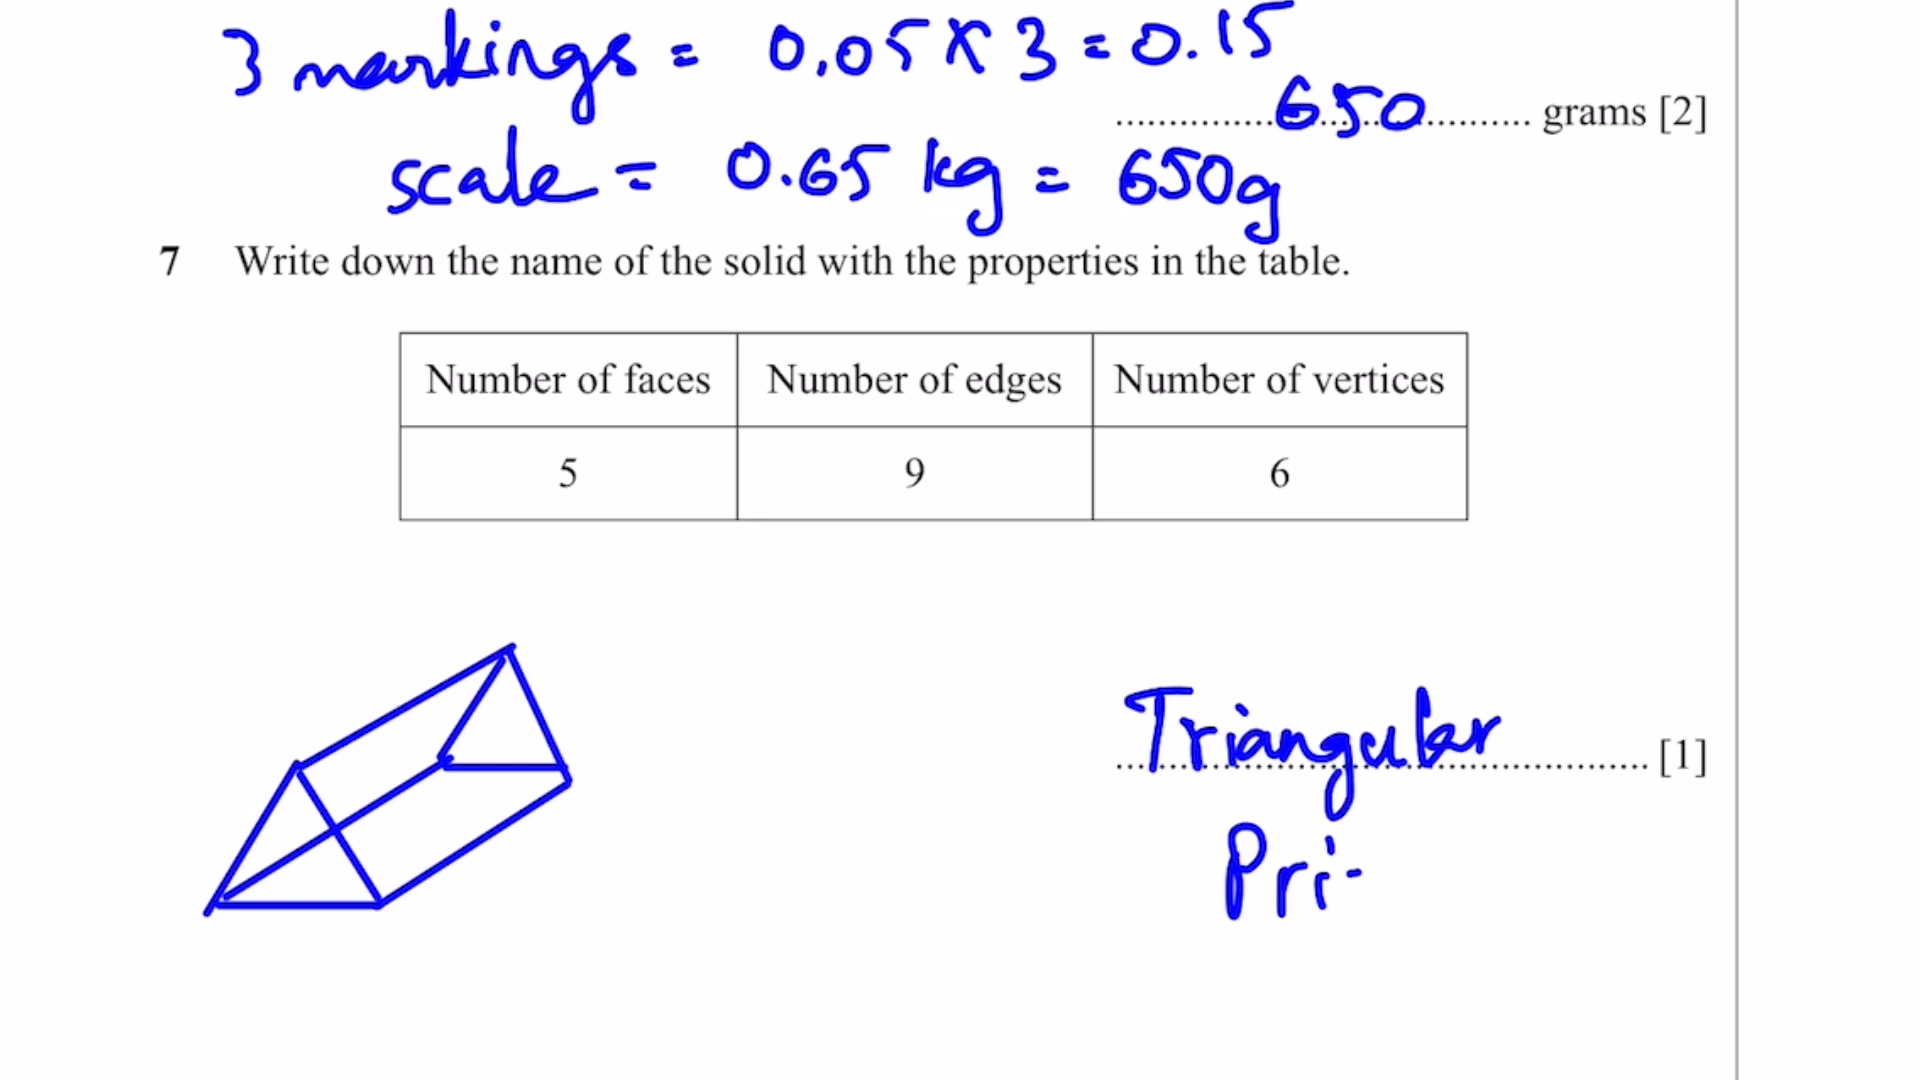 3 markings = 0.05 × 3 = 0.15
650 grams [2]
scale = 0.65 kg = 650g
7 Write down the name of the solid with the properties in the table.
Number of faces Number of edges Number of vertices
5 9 6
Triangular [1]
Pri